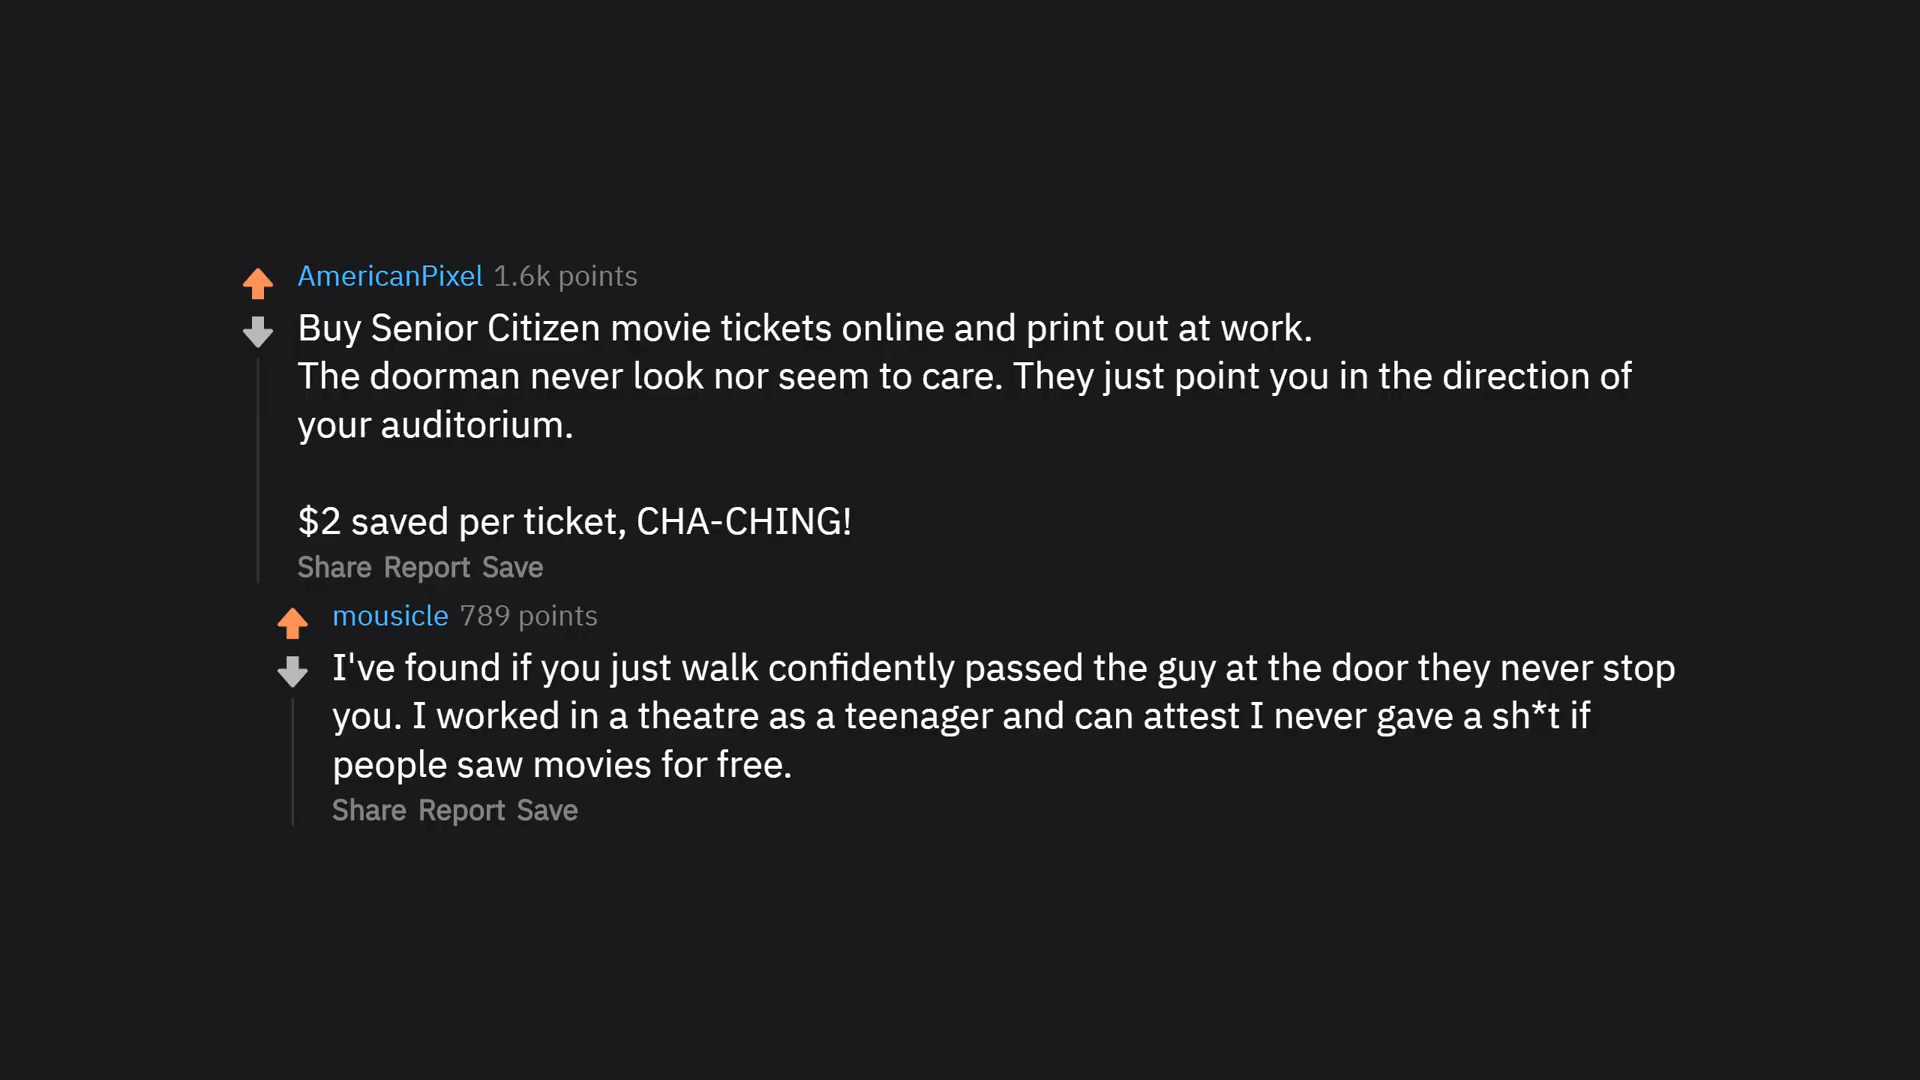 AmericanPixel 1.6k points
Buy Senior Citizen movie tickets online and print out at work.
The doorman never look nor seem to care. They just point you in the direction of
your auditorium.
$2 saved per ticket, CHA-CHING!
Share Report Save
mousicle 789 points
I've found if you just walk confidently passed the guy at the door they never stop
you. I worked in a theatre as a teenager and can attest I never gave a sh*t if
people saw movies for free.
Share Report Save